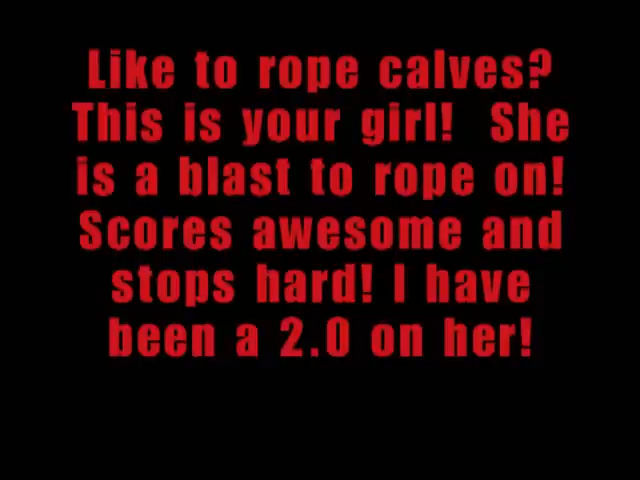 Like to rope calves?
This is your girl!  She
is a blast to rope on!
Scores awesome and
stops hard! I have
been a 2.0 on her!